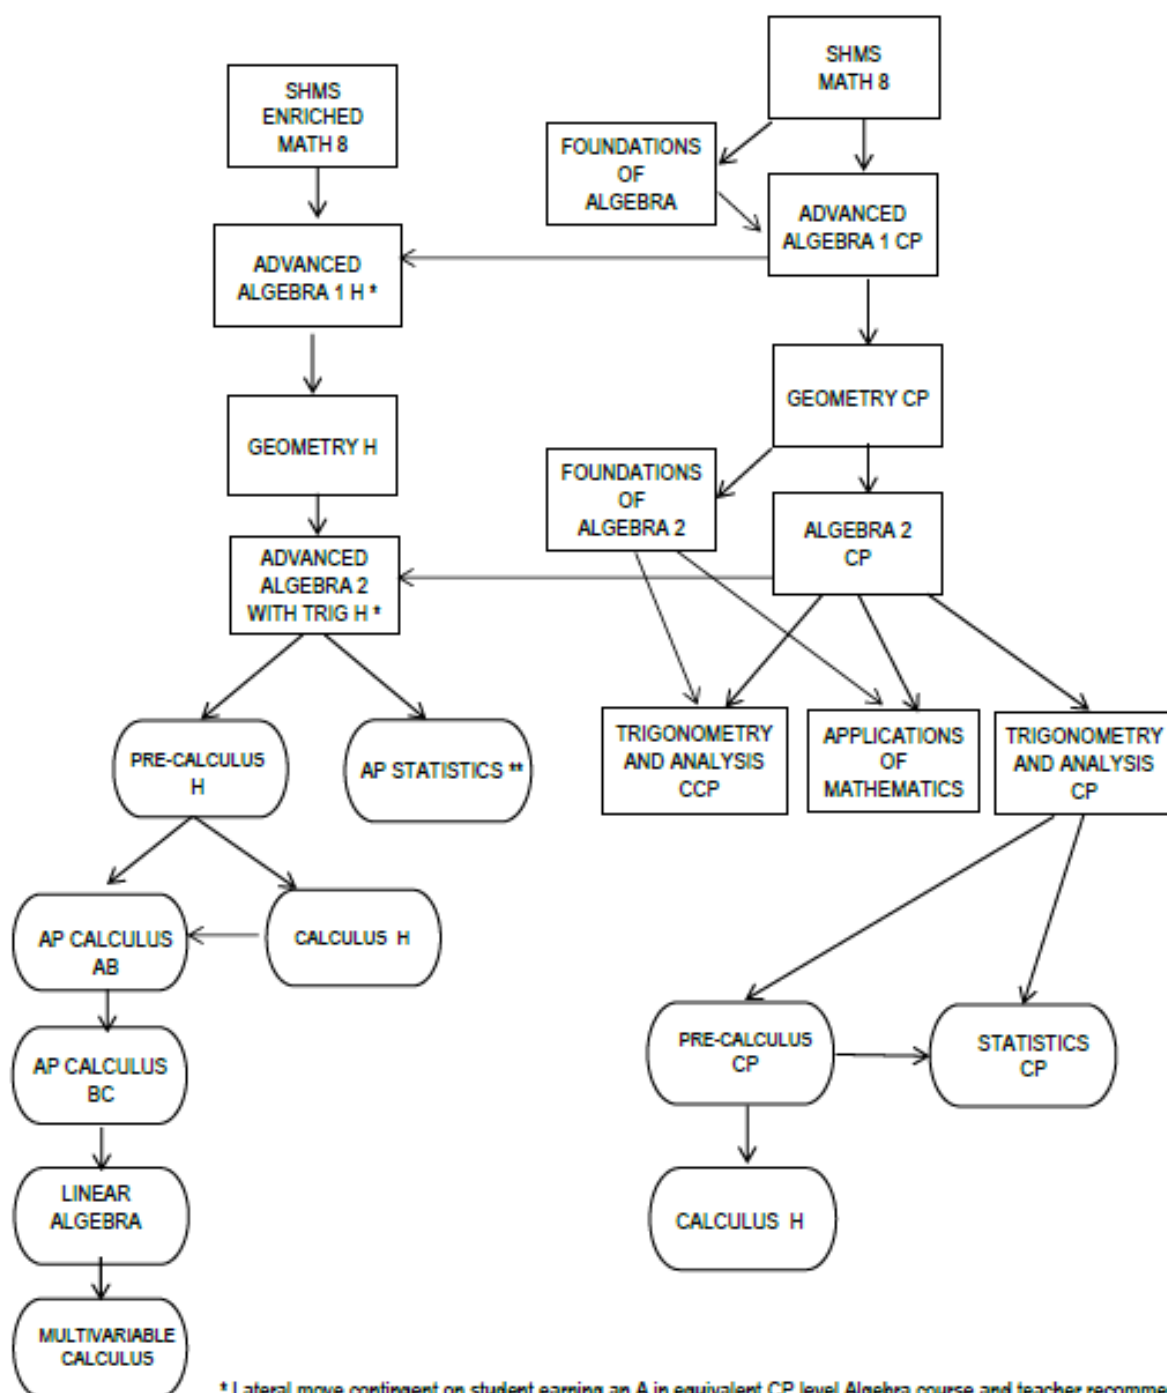 SHMS
MATH 8
SHMS
ENRICHED
MATH 8
FOUNDATIONS
OF
ALGEBRA
ADVANCED
ALGEBRA 1 CP
ADVANCED
ALGEBRA 1 H *
GEOMETRY CP
GEOMETRY H
FOUNDATIONS
OF
ALGEBRA 2
ALGEBRA 2
CP
ADVANCED
ALGEBRA 2
WITH TRIG H *
PRE-CALCULUS
H
AP STATISTICS **
TRIGONOMETRY
AND ANALYSIS
CCP
APPLICATIONS
OF
MATHEMATICS
TRIGONOMETRY
AND ANALYSIS
CP
AP CALCULUS
AB
CALCULUS H
PRE-CALCULUS
CP
STATISTICS
CP
AP CALCULUS
BC
LINEAR
ALGEBRA
CALCULUS H
MULTIVARIABLE
CALCULUS
* Lateral move contingent on student earning an A in equivalent CP level Algebra course and teacher